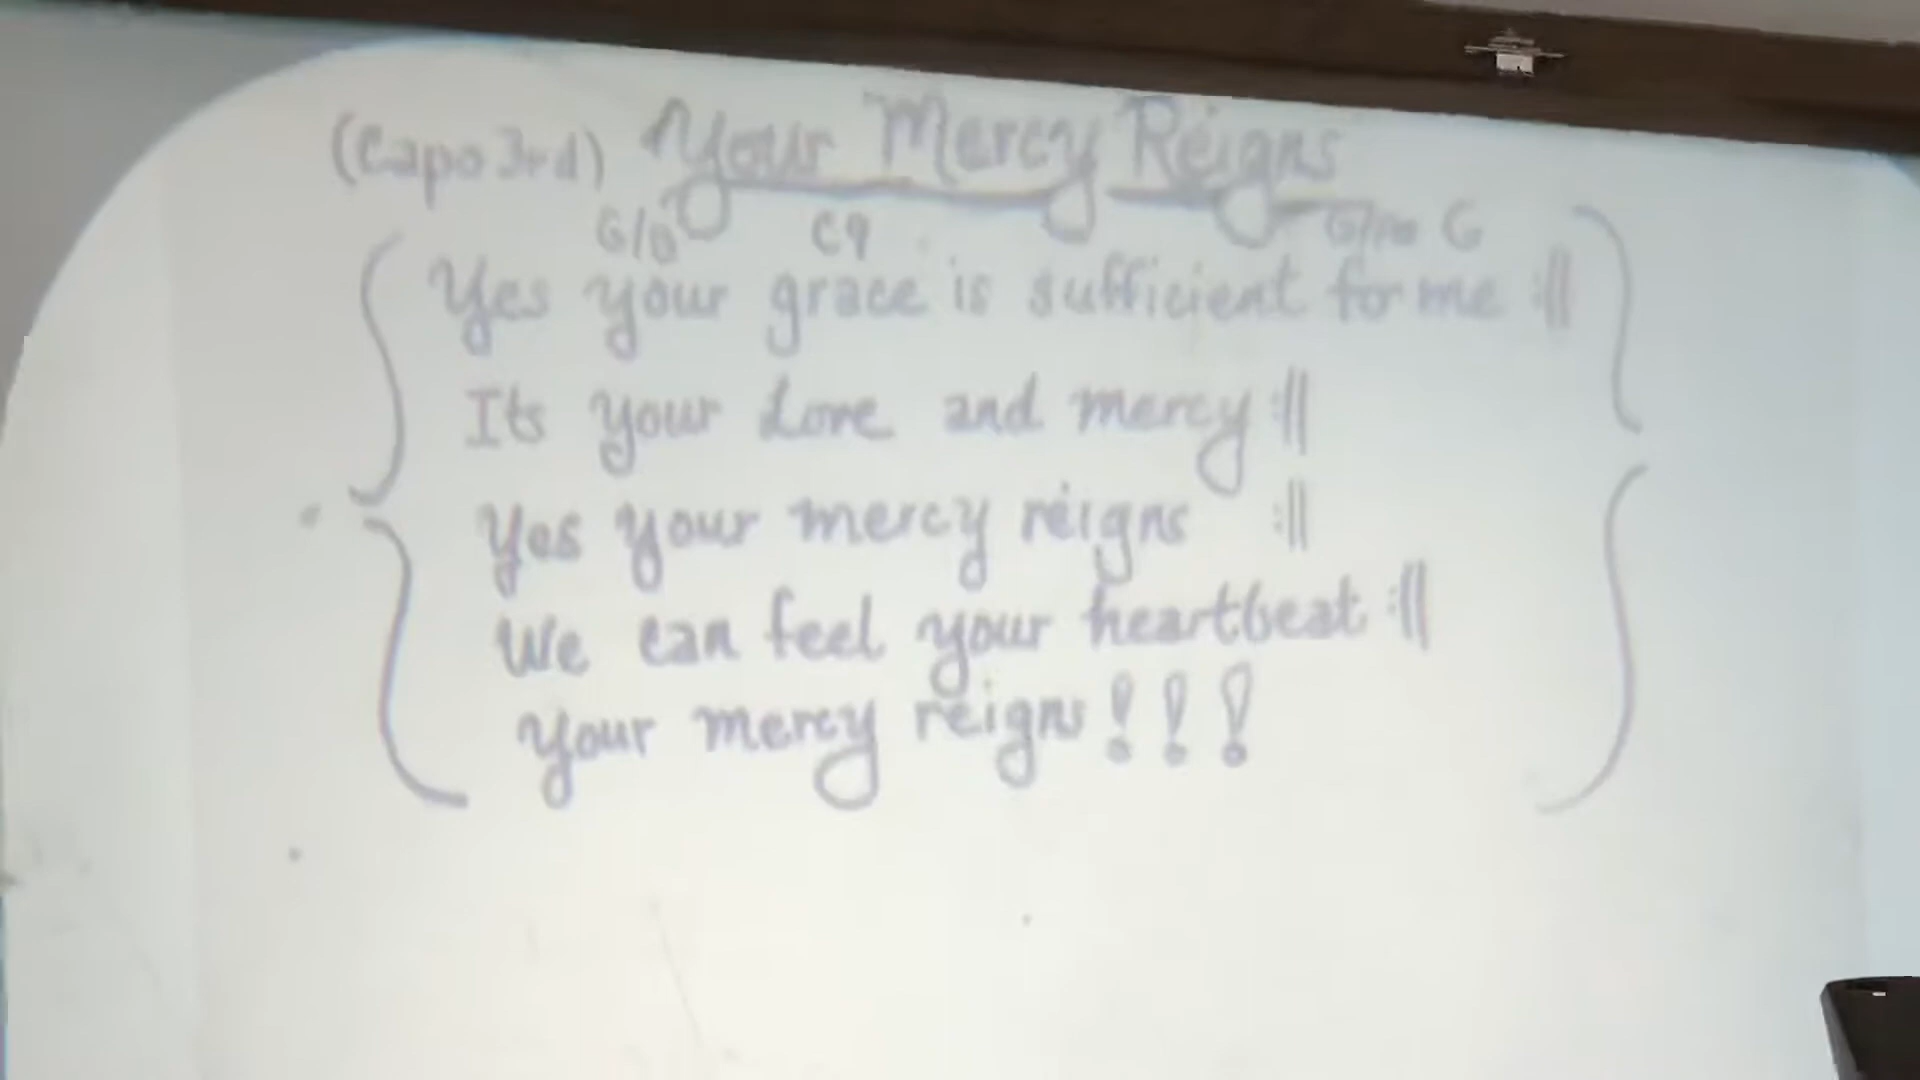 (Capo 3rd) Your Mercy Reigns
G/B C9 G
Yes your grace is sufficient for me :||
Its your Love and mercy :||
Yes your mercy reigns :||
We can feel your heartbeat :||
Your mercy reigns!!!